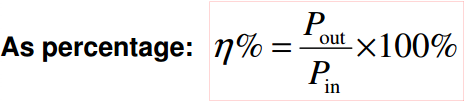 As percentage: η% = P_out / P_in ×100%